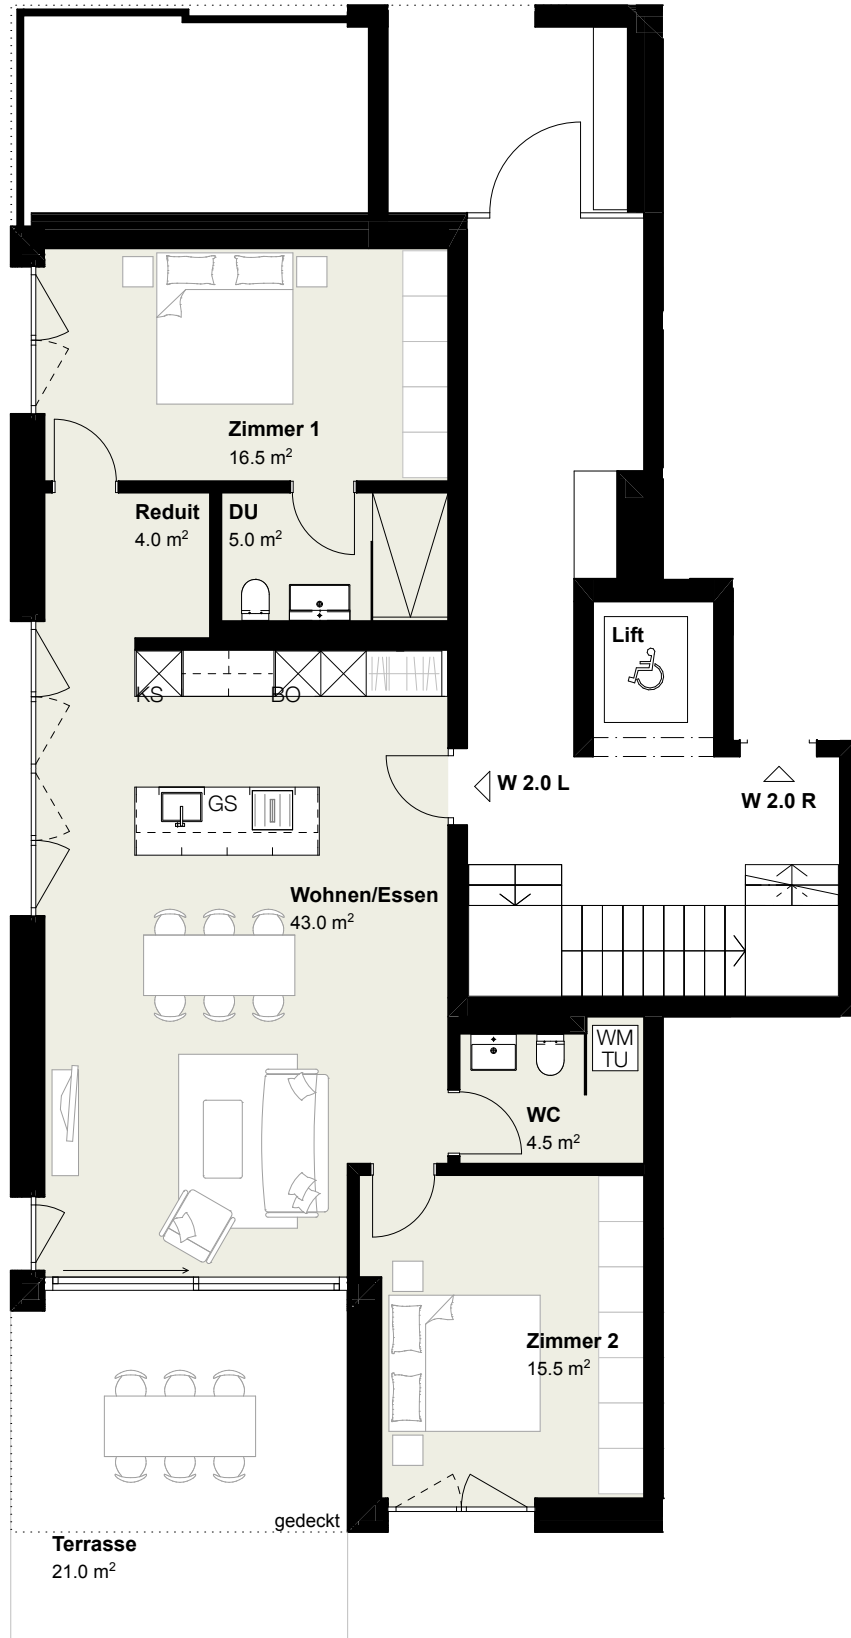 Zimmer 1
16.5 m²
Reduit
4.0 m²
DU
5.0 m²
Lift
KS
BO
W 2.0 L
W 2.0 R
GS
Wohnen/Essen
43.0 m²
WM
TU
WC
4.5 m²
Zimmer 2
15.5 m²
gedeckt
Terrasse
21.0 m²